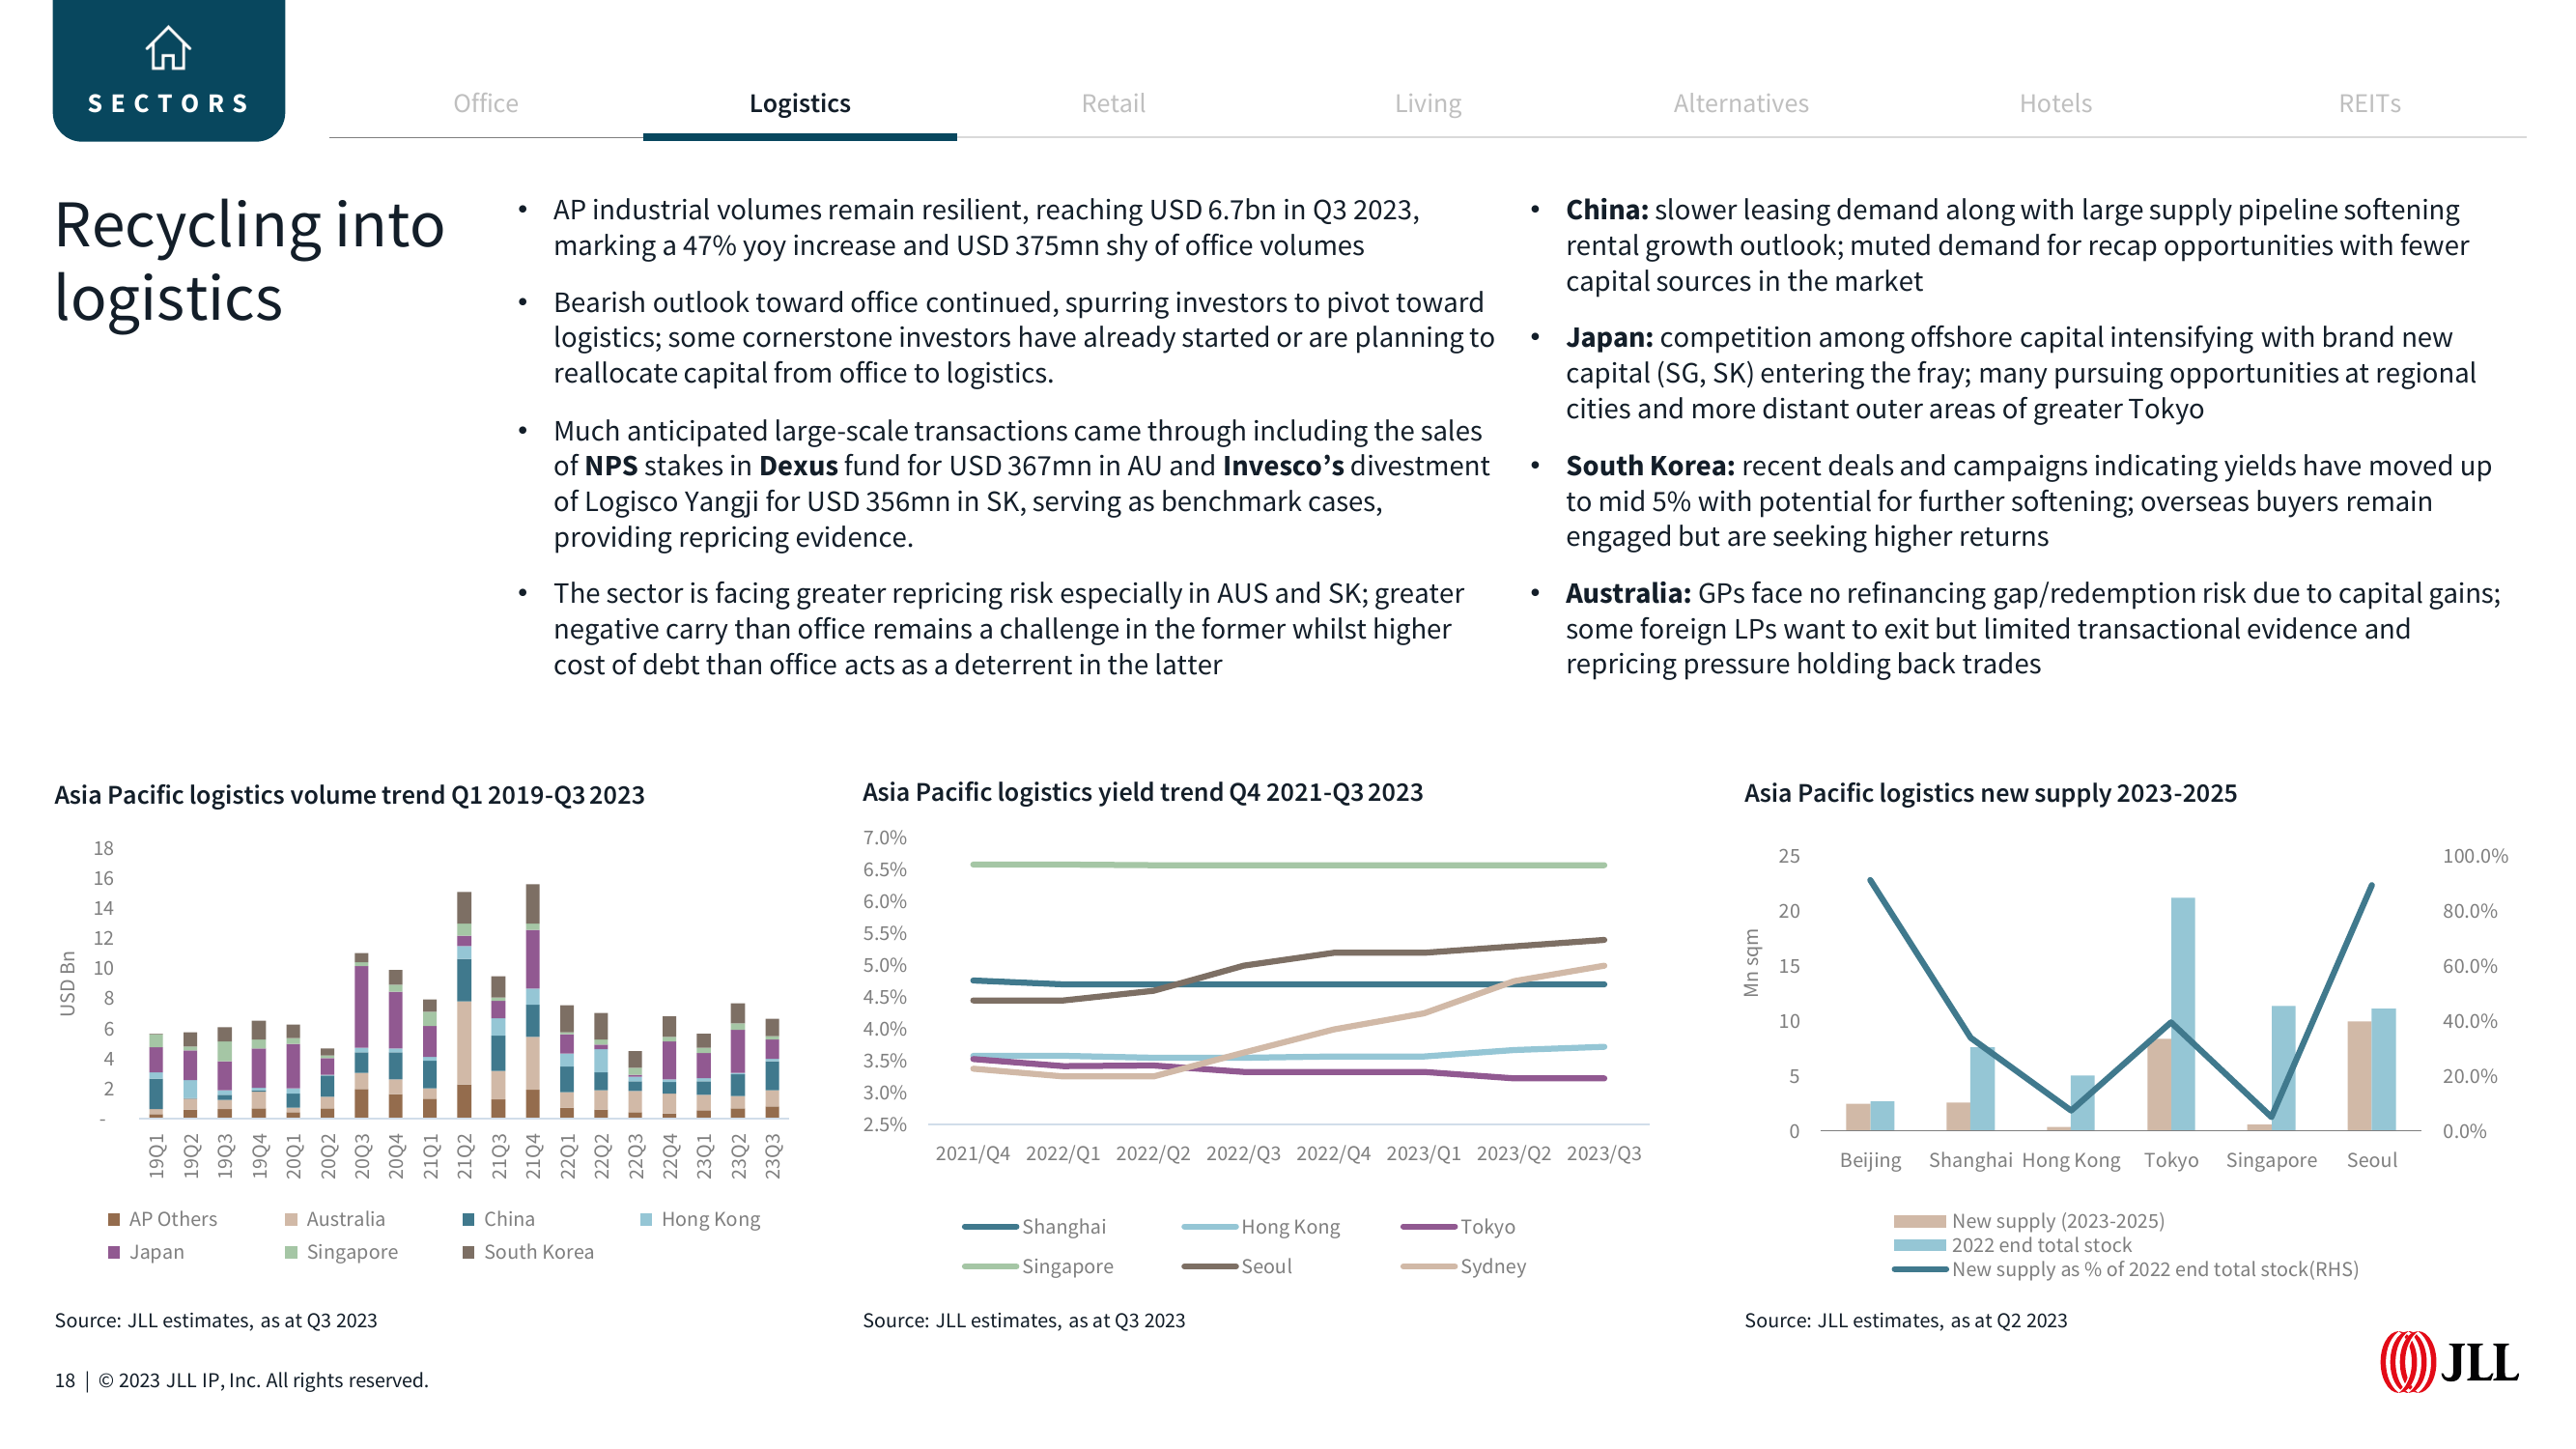 SECTORS
Office
Logistics
Retail
Living
Alternatives
Hotels
REITs
Recycling into
logistics
• AP industrial volumes remain resilient, reaching USD 6.7bn in Q3 2023,
marking a 47% yoy increase and USD 375mn shy of office volumes
• Bearish outlook toward office continued, spurring investors to pivot toward
logistics; some cornerstone investors have already started or are planning to
reallocate capital from office to logistics.
• Much anticipated large-scale transactions came through including the sales
of NPS stakes in Dexus fund for USD 367mn in AU and Invesco’s divestment
of Logisco Yangji for USD 356mn in SK, serving as benchmark cases,
providing repricing evidence.
• The sector is facing greater repricing risk especially in AUS and SK; greater
negative carry than office remains a challenge in the former whilst higher
cost of debt than office acts as a deterrent in the latter
• China: slower leasing demand along with large supply pipeline softening
rental growth outlook; muted demand for recap opportunities with fewer
capital sources in the market
• Japan: competition among offshore capital intensifying with brand new
capital (SG, SK) entering the fray; many pursuing opportunities at regional
cities and more distant outer areas of greater Tokyo
• South Korea: recent deals and campaigns indicating yields have moved up
to mid 5% with potential for further softening; overseas buyers remain
engaged but are seeking higher returns
• Australia: GPs face no refinancing gap/redemption risk due to capital gains;
some foreign LPs want to exit but limited transactional evidence and
repricing pressure holding back trades
Asia Pacific logistics volume trend Q1 2019-Q3 2023
USD Bn
18
16
14
12
10
8
6
4
2
-
19Q1
19Q2
19Q3
19Q4
20Q1
20Q2
20Q3
20Q4
21Q1
21Q2
21Q3
21Q4
22Q1
22Q2
22Q3
22Q4
23Q1
23Q2
23Q3
AP Others
Australia
China
Hong Kong
Japan
Singapore
South Korea
Source: JLL estimates, as at Q3 2023
Asia Pacific logistics yield trend Q4 2021-Q3 2023
7.0%
6.5%
6.0%
5.5%
5.0%
4.5%
4.0%
3.5%
3.0%
2.5%
2021/Q4
2022/Q1
2022/Q2
2022/Q3
2022/Q4
2023/Q1
2023/Q2
2023/Q3
Shanghai
Hong Kong
Tokyo
Singapore
Seoul
Sydney
Source: JLL estimates, as at Q3 2023
Asia Pacific logistics new supply 2023-2025
Mn sqm
25
20
15
10
5
0
100.0%
80.0%
60.0%
40.0%
20.0%
0.0%
Beijing
Shanghai
Hong Kong
Tokyo
Singapore
Seoul
New supply (2023-2025)
2022 end total stock
New supply as % of 2022 end total stock(RHS)
Source: JLL estimates, as at Q2 2023
18 | © 2023 JLL IP, Inc. All rights reserved.
JLL